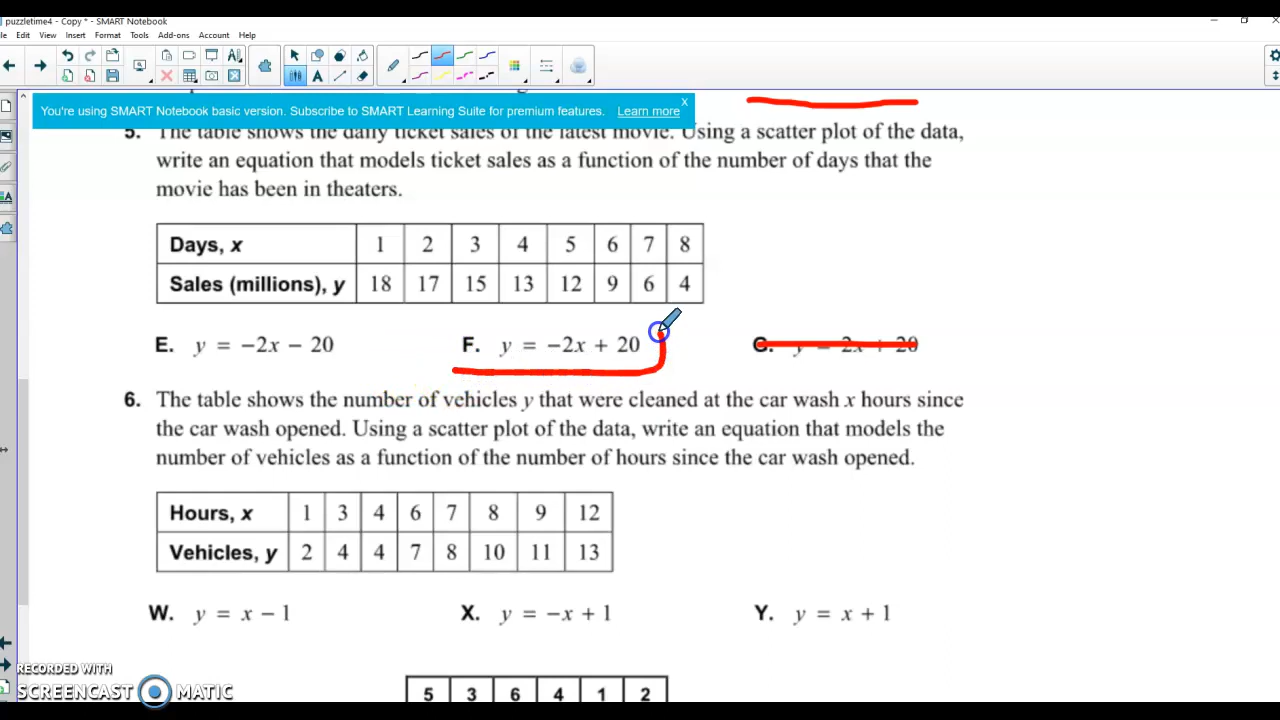 puzzletime4 - Copy * - SMART Notebook
Edit View Insert Format Tools Add-ons Account Help
You're using SMART Notebook basic version. Subscribe to SMART Learning Suite for premium features. Learn more X
5. The table shows the daily ticket sales of the latest movie. Using a scatter plot of the data,
write an equation that models ticket sales as a function of the number of days that the
movie has been in theaters.
Days, x 1 2 3 4 5 6 7 8
Sales (millions), y 18 17 15 13 12 9 6 4
E. y = −2x − 20 F. y = −2x + 20 G. y = 2x + 20
6. The table shows the number of vehicles y that were cleaned at the car wash x hours since
the car wash opened. Using a scatter plot of the data, write an equation that models the
number of vehicles as a function of the number of hours since the car wash opened.
Hours, x 1 3 4 6 7 8 9 12
Vehicles, y 2 4 4 7 8 10 11 13
W. y = x − 1 X. y = −x + 1 Y. y = x + 1
RECORDED WITH
SCREENCAST MATIC
5 3 6 4 1 2